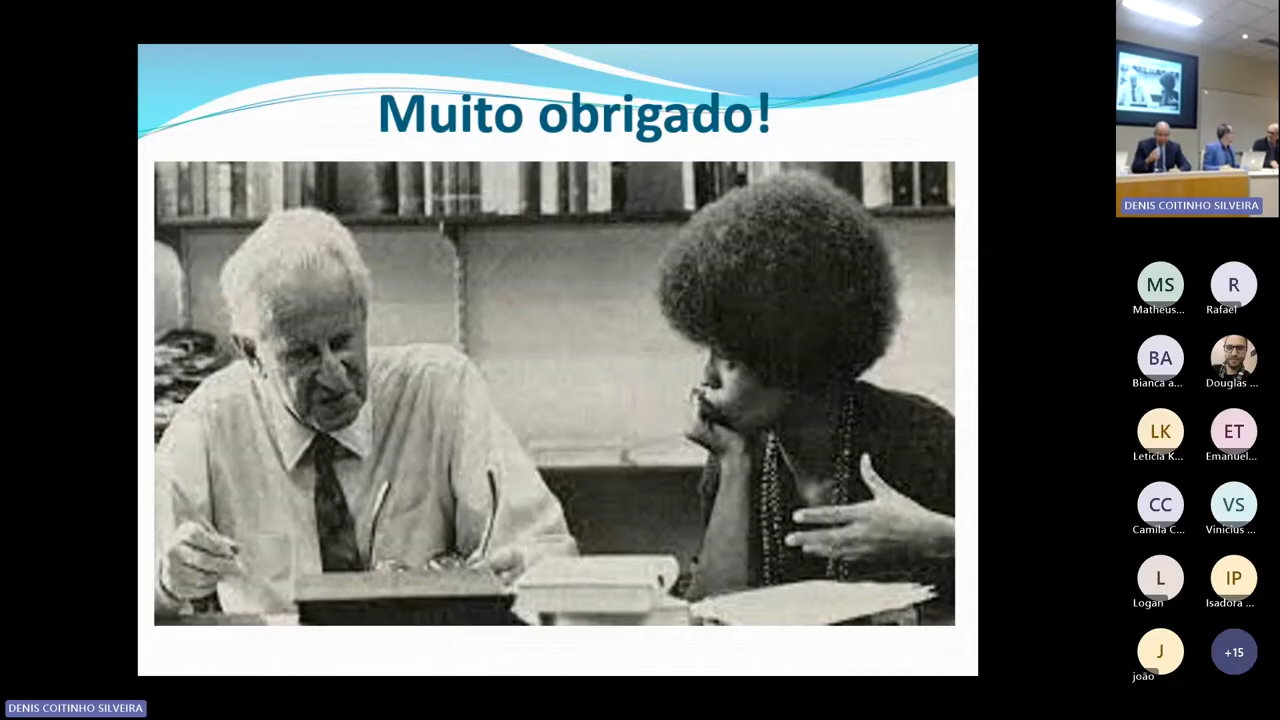 Muito obrigado!
DENIS COITINHO SILVEIRA
MS
Matheus...
R
Rafael
BA
Bianca a...
Douglas ...
LK
Leticia K...
ET
Emanuel...
CC
Camila C...
VS
Vinicius ...
L
Logan
IP
Isadora ...
J
joão
+15
DENIS COITINHO SILVEIRA